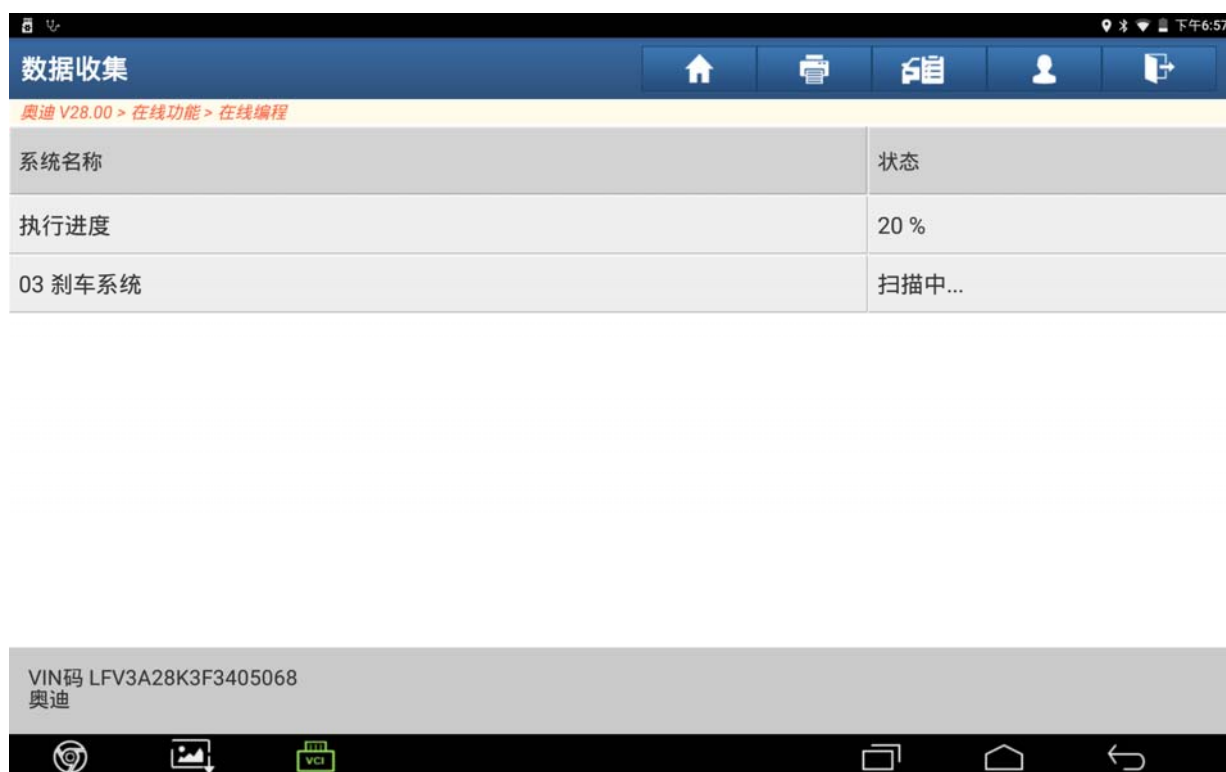 下午6:57
数据收集
奥迪 V28.00 > 在线功能 > 在线编程
系统名称 状态
执行进度 20 %
03 刹车系统 扫描中...
VIN码 LFV3A28K3F3405068
奥迪
VCI